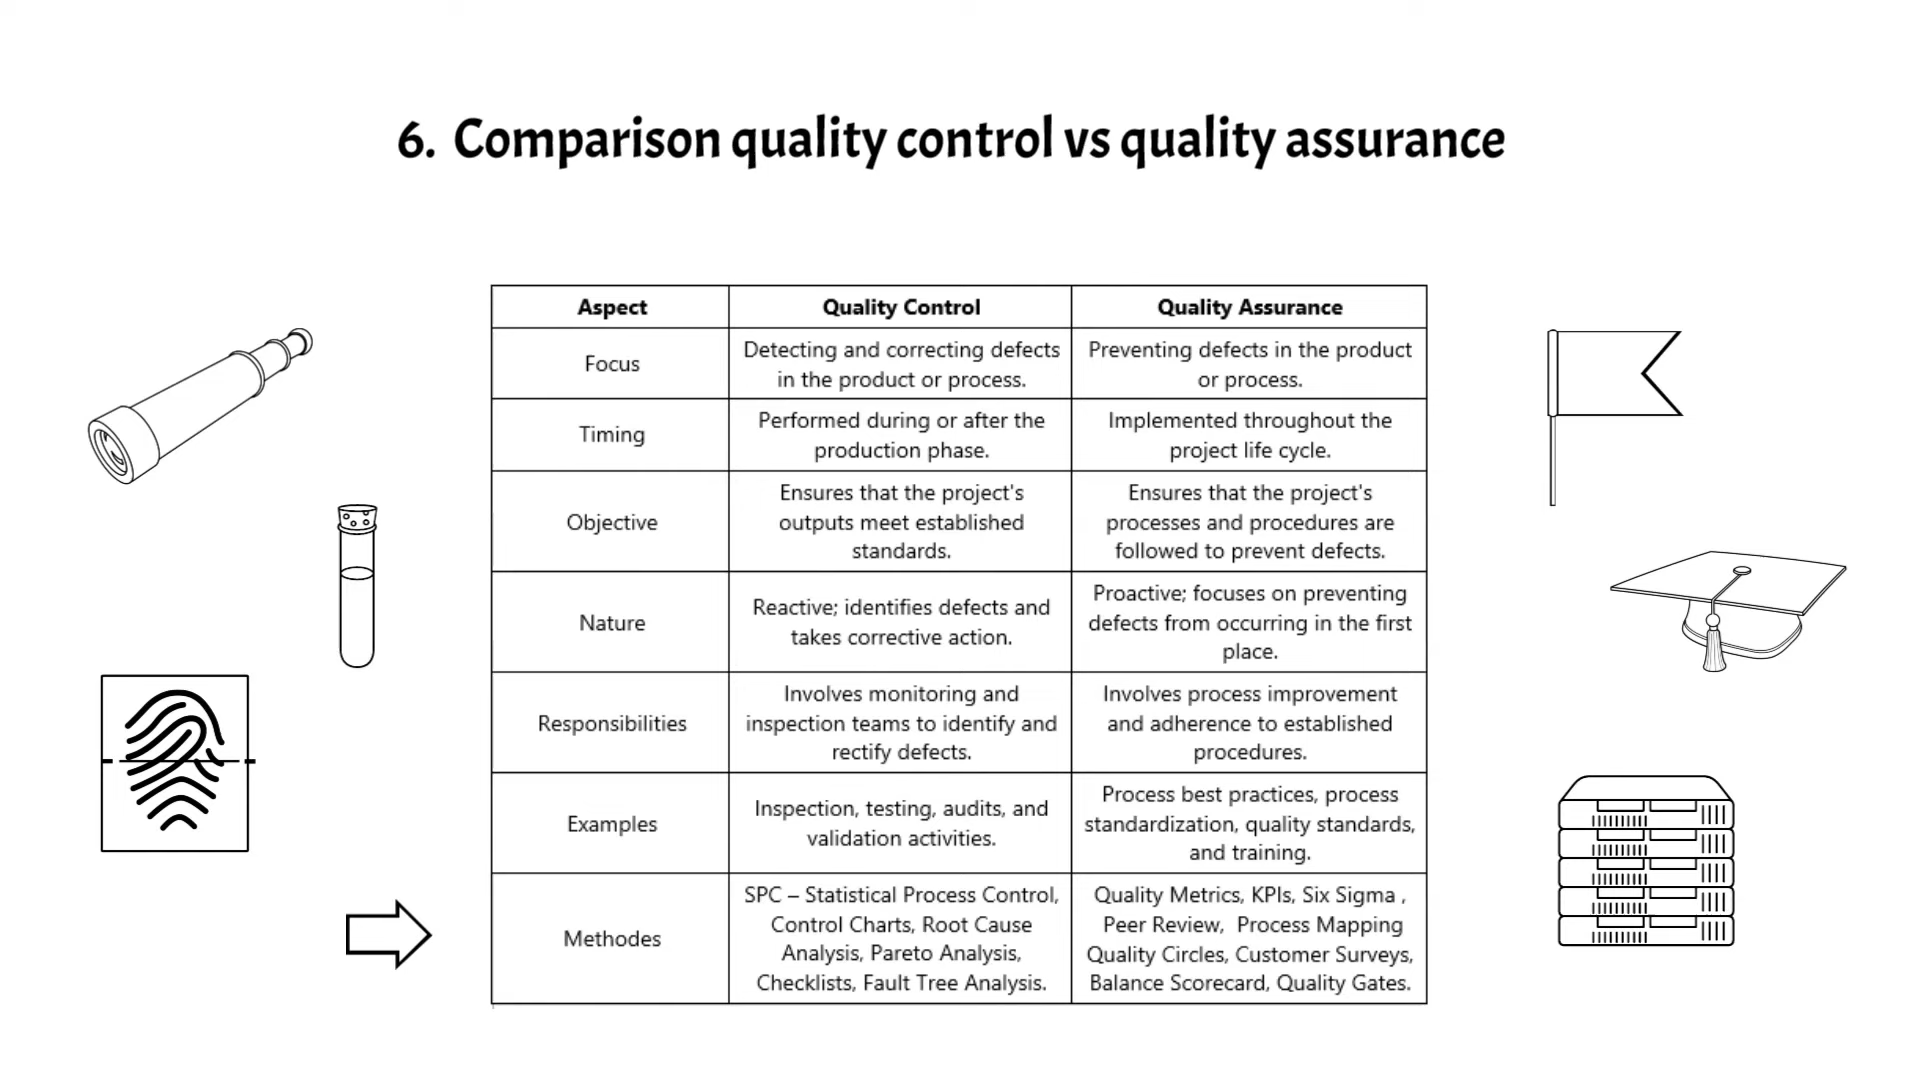 6. Comparison quality control vs quality assurance
Aspect
Quality Control
Quality Assurance
Focus
Detecting and correcting defects
in the product or process.
Preventing defects in the product
or process.
Timing
Performed during or after the
production phase.
Implemented throughout the
project life cycle.
Objective
Ensures that the project's
outputs meet established
standards.
Ensures that the project's
processes and procedures are
followed to prevent defects.
Nature
Reactive; identifies defects and
takes corrective action.
Proactive; focuses on preventing
defects from occurring in the first
place.
Responsibilities
Involves monitoring and
inspection teams to identify and
rectify defects.
Involves process improvement
and adherence to established
procedures.
Examples
Inspection, testing, audits, and
validation activities.
Process best practices, process
standardization, quality standards,
and training.
Methodes
SPC – Statistical Process Control,
Control Charts, Root Cause
Analysis, Pareto Analysis,
Checklists, Fault Tree Analysis.
Quality Metrics, KPIs, Six Sigma ,
Peer Review,  Process Mapping
Quality Circles, Customer Surveys,
Balance Scorecard, Quality Gates.